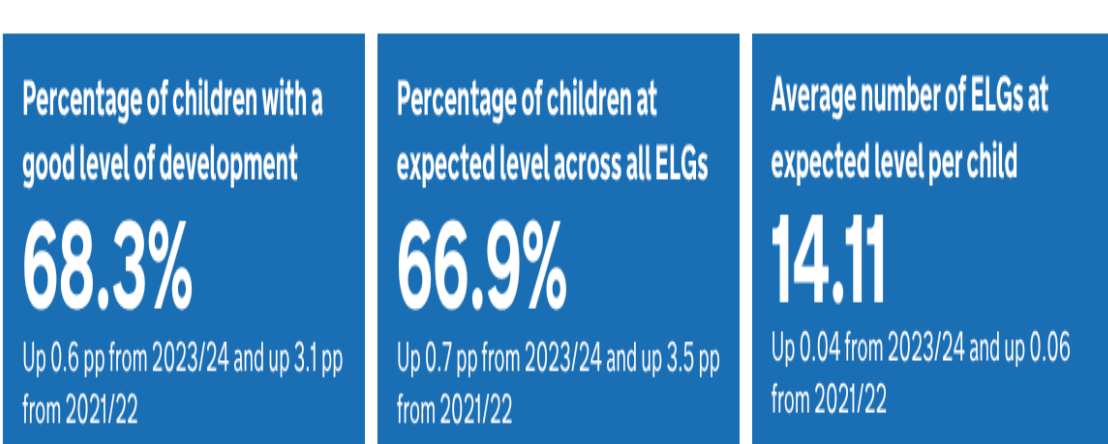 Percentage of children with a
good level of development
68.3%
Up 0.6 pp from 2023/24 and up 3.1 pp
from 2021/22
Percentage of children at
expected level across all ELGs
66.9%
Up 0.7 pp from 2023/24 and up 3.5 pp
from 2021/22
Average number of ELGs at
expected level per child
14.11
Up 0.04 from 2023/24 and up 0.06
from 2021/22